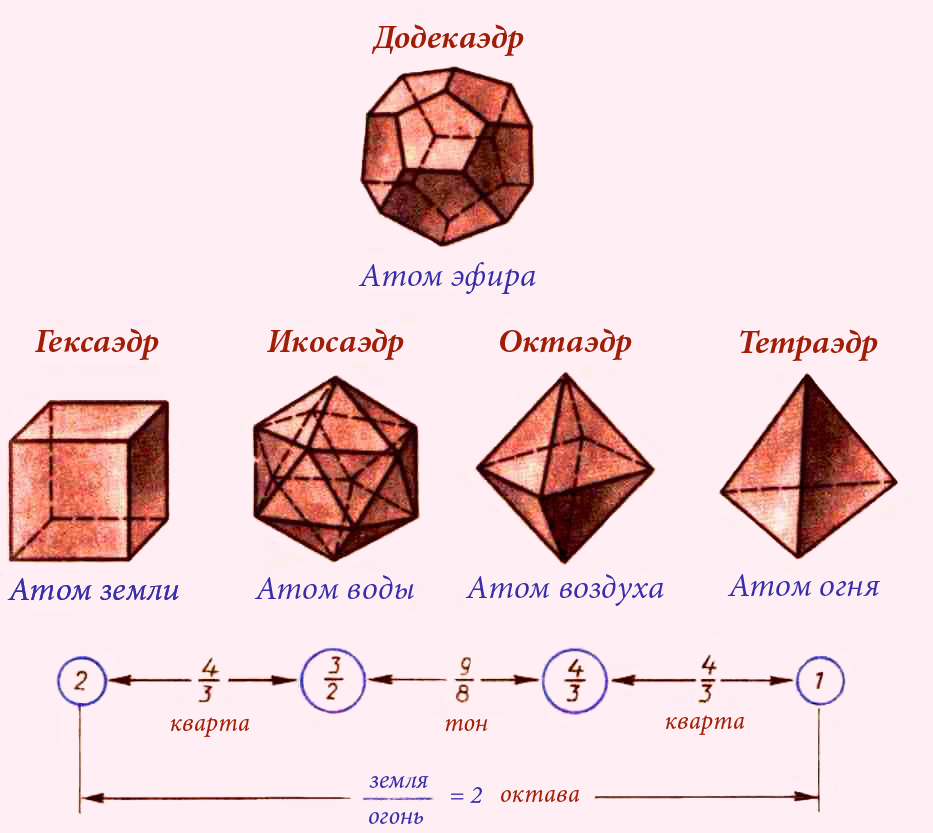 Додекаэдр
Атом эфира
Гексаэдр Икосаэдр Октаэдр Тетраэдр
Атом земли Атом воды Атом воздуха Атом огня
2 4/3 3/2 9/8 4/3 4/3 1
кварта тон кварта
земля/огонь = 2 октава